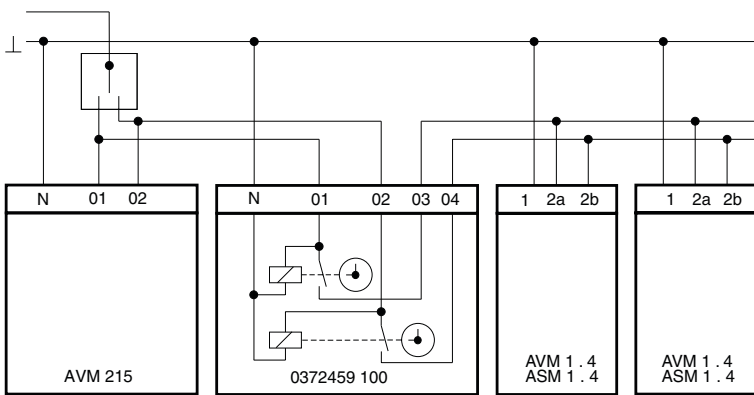 N 01 02
N 01 02 03 04
1 2a 2b
1 2a 2b
AVM 215
0372459 100
AVM 1 . 4
ASM 1 . 4
AVM 1 . 4
ASM 1 . 4